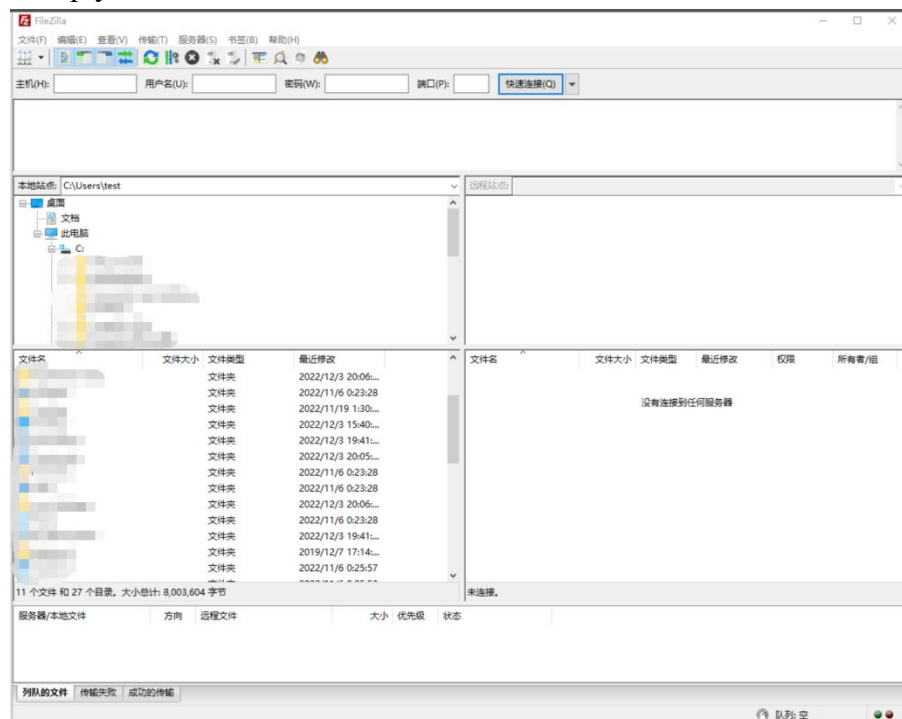 FileZilla
文件(F) 编辑(E) 查看(V) 传输(T) 服务器(S) 书签(B) 帮助(H)
主机(H): 用户名(U): 密码(W): 端口(P): 快速连接(Q)
本地站点: C:\Users\test 远程站点:
桌面
文档
此电脑
C:
文件名 文件大小 文件类型 最近修改 文件名 文件大小 文件类型 最近修改 权限 所有者/组
文件夹 2022/12/3 20:06:...
文件夹 2022/11/6 0:23:28
文件夹 2022/11/19 1:30:... 没有连接到任何服务器
文件夹 2022/12/3 15:40:...
文件夹 2022/12/3 19:41:...
文件夹 2022/12/3 20:05:...
文件夹 2022/11/6 0:23:28
文件夹 2022/11/6 0:23:28
文件夹 2022/12/3 20:06:...
文件夹 2022/11/6 0:23:28
文件夹 2022/12/3 19:41:...
文件夹 2019/12/7 17:14:...
文件夹 2022/11/6 0:25:57
11 个文件 和 27 个目录。大小总计: 8,003,604 字节 未连接。
服务器/本地文件 方向 远程文件 大小 优先级 状态
列队的文件 传输失败 成功的传输
队列: 空